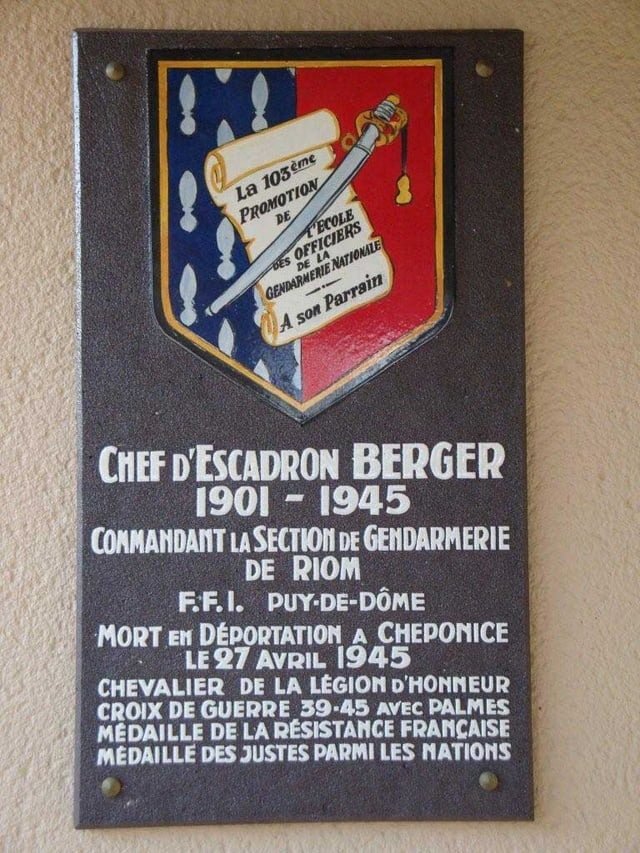 La 103ème
PROMOTION
DE
L'ECOLE
DES OFFICIERS
DE LA
GENDARMERIE NATIONALE
A son Parrain
CHEF D'ESCADRON BERGER
1901 - 1945
COMMANDANT LA SECTION DE GENDARMERIE
DE RIOM
F.F.I. PUY-DE-DÔME
MORT EN DÉPORTATION A CHEPONICE
LE 27 AVRIL 1945
CHEVALIER DE LA LÉGION D'HONNEUR
CROIX DE GUERRE 39-45 AVEC PALMES
MÉDAILLE DE LA RÉSISTANCE FRANÇAISE
MÉDAILLE DES JUSTES PARMI LES NATIONS